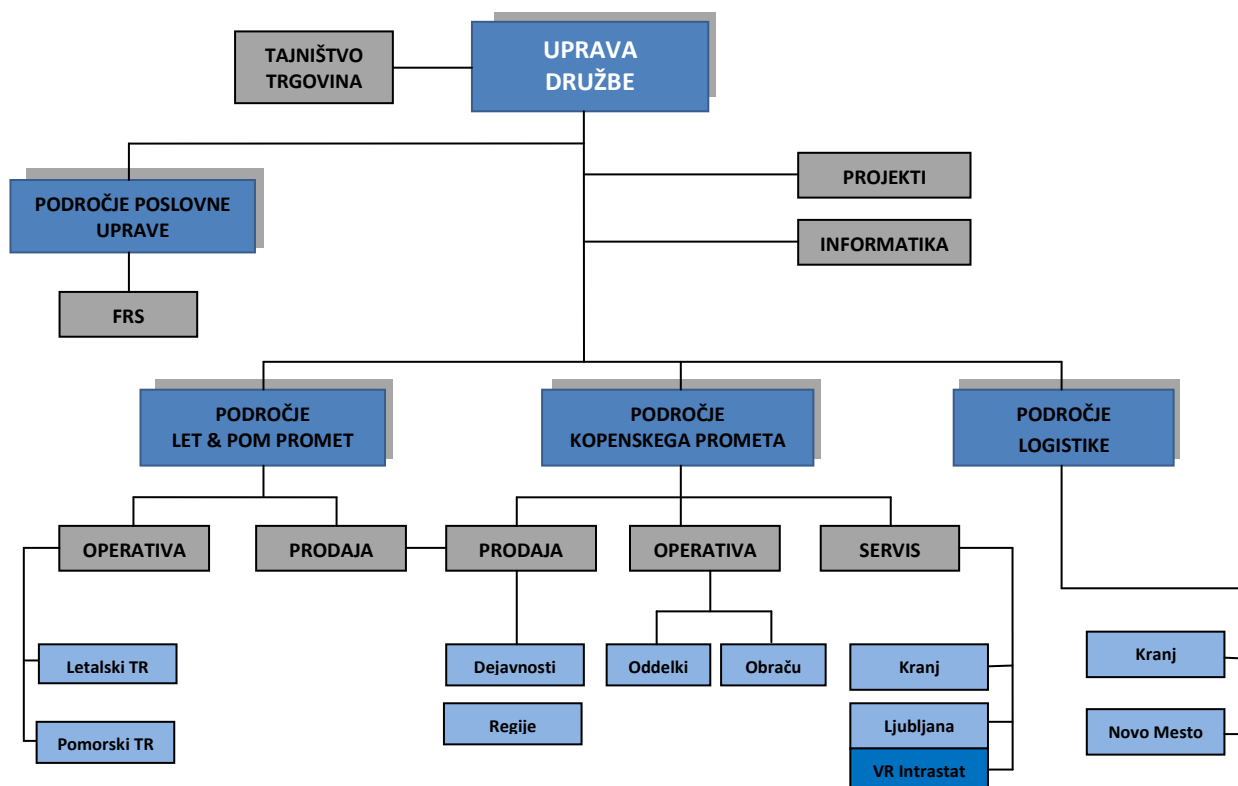 TAJNIŠTVO
TRGOVINA
UPRAVA
DRUŽBE
PROJEKTI
PODROČJE POSLOVNE
UPRAVE
INFORMATIKA
FRS
PODROČJE
LET & POM PROMET
PODROČJE
KOPENSKEGA PROMETA
PODROČJE
LOGISTIKE
OPERATIVA
PRODAJA
PRODAJA
OPERATIVA
SERVIS
Letalski TR
Dejavnosti
Oddelki
Obraču
Kranj
Kranj
Pomorski TR
Regije
Ljubljana
Novo Mesto
VR Intrastat